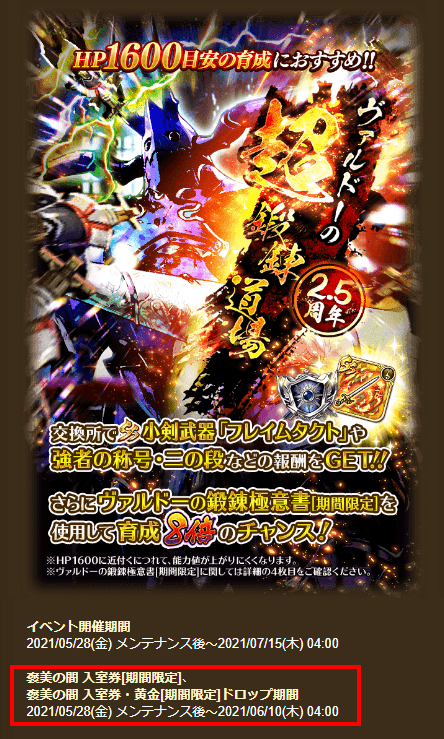 HP1600目安の育成におすすめ!!
ヴァルドーの
超鍛錬道場
2.5周年
交換所でSS小剣武器「フレイムタクト」や
強者の称号・二の段などの報酬をGET!!
さらにヴァルドーの鍛錬極意書[期間限定]を
使用して育成8倍のチャンス!
※HP1600に近付くにつれて、能力値が上がりにくくなります。
※ヴァルドーの鍛錬極意書[期間限定]に関しては詳細の4枚目をご確認ください。
イベント開催期間
2021/05/28(金) メンテナンス後～2021/07/15(木) 04:00
褒美の間 入室券[期間限定]、
褒美の間 入室券・黄金[期間限定]ドロップ期間
2021/05/28(金) メンテナンス後～2021/06/10(木) 04:00